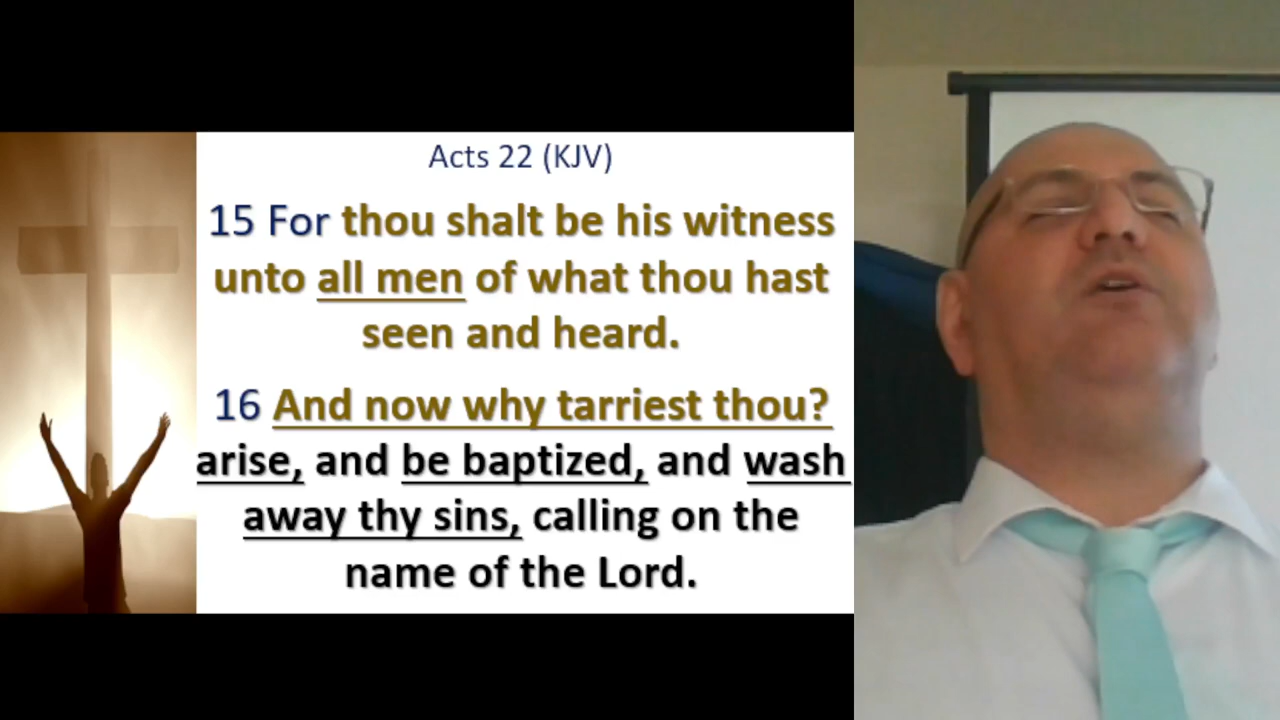 Acts 22 (KJV)
15 For thou shalt be his witness
unto all men of what thou hast
seen and heard.
16 And now why tarriest thou?
arise, and be baptized, and wash
away thy sins, calling on the
name of the Lord.